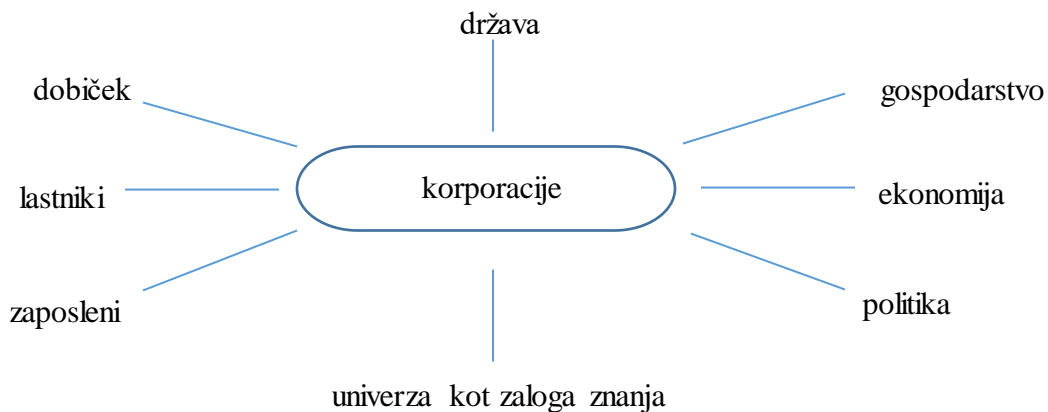 država
dobiček
gospodarstvo
korporacije
lastniki
ekonomija
zaposleni
politika
univerza kot zaloga znanja